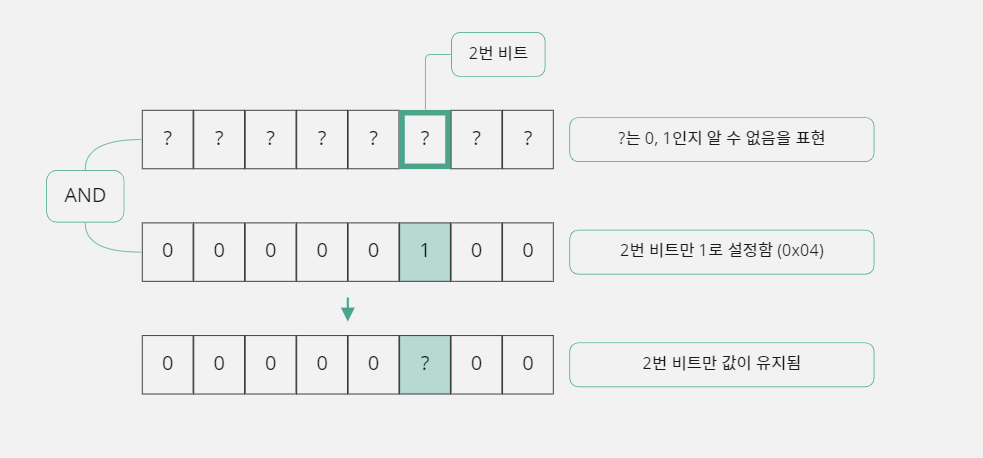 2번 비트
? ? ? ? ? ? ? ?
?는 0, 1인지 알 수 없음을 표현
AND
0 0 0 0 0 1 0 0
2번 비트만 1로 설정함 (0x04)
0 0 0 0 0 ? 0 0
2번 비트만 값이 유지됨